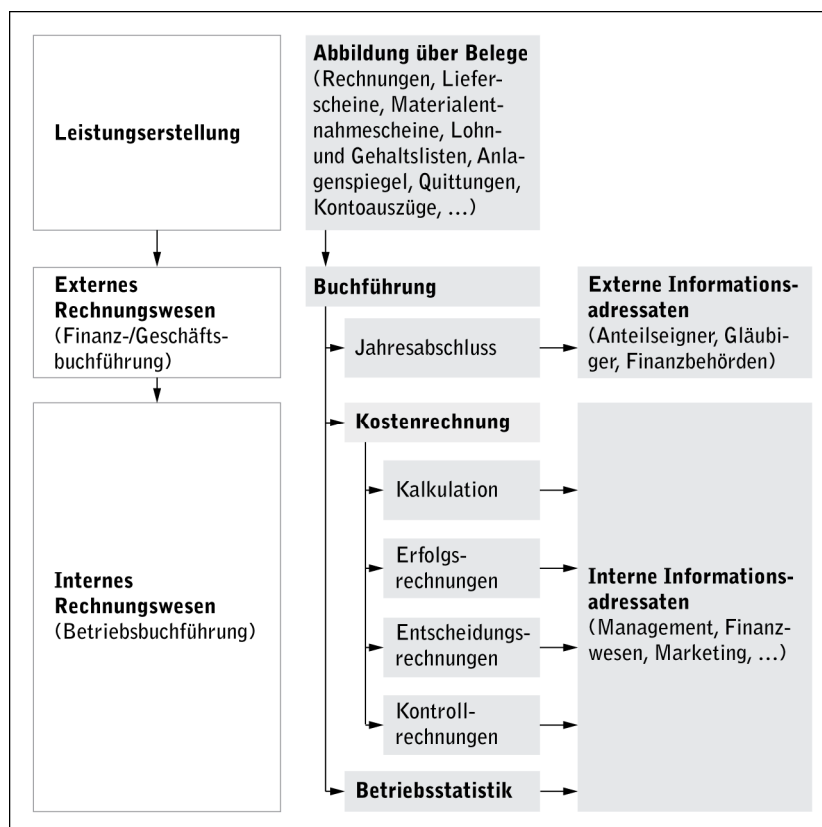 Leistungserstellung
Abbildung über Belege
(Rechnungen, Liefer-
scheine, Materialent-
nahmescheine, Lohn-
und Gehaltslisten, Anla-
genspiegel, Quittungen,
Kontoauszüge, ...)
Externes
Rechnungswesen
(Finanz-/Geschäfts-
buchführung)
Buchführung
Jahresabschluss
Externe Informations-
adressaten
(Anteilseigner, Gläubi-
ger, Finanzbehörden)
Internes
Rechnungswesen
(Betriebsbuchführung)
Kostenrechnung
Kalkulation
Erfolgs-
rechnungen
Entscheidungs-
rechnungen
Kontroll-
rechnungen
Betriebsstatistik
Interne Informations-
adressaten
(Management, Finanz-
wesen, Marketing, ...)